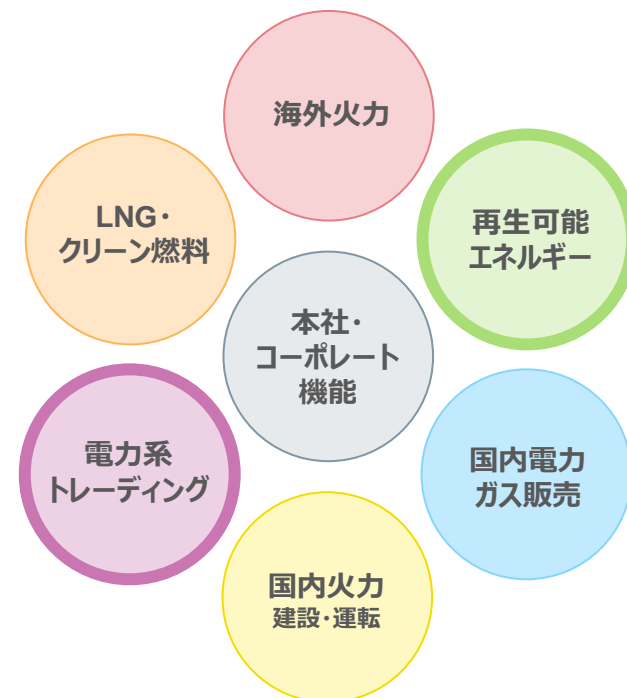 海外火力
LNG・
クリーン燃料
再生可能
エネルギー
本社・
コーポレート
機能
電力系
トレーディング
国内電力
ガス販売
国内火力
建設・運転